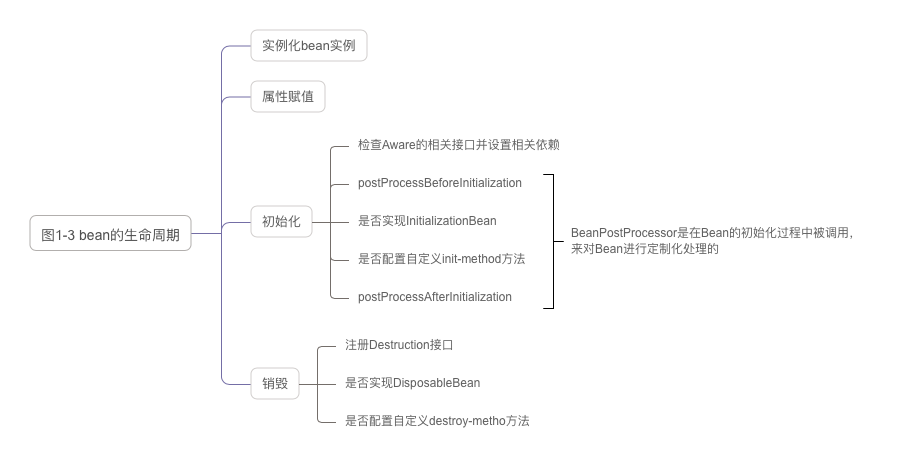 图1-3 bean的生命周期
实例化bean实例
属性赋值
初始化
检查Aware的相关接口并设置相关依赖
postProcessBeforeInitialization
是否实现InitializationBean
是否配置自定义init-method方法
postProcessAfterInitialization
BeanPostProcessor是在Bean的初始化过程中被调用，
来对Bean进行定制化处理的
销毁
注册Destruction接口
是否实现DisposableBean
是否配置自定义destroy-metho方法